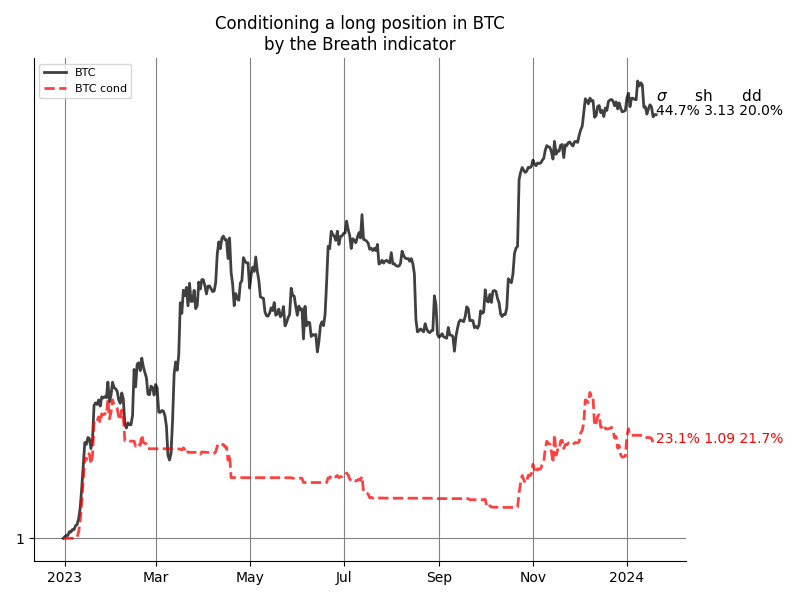 Conditioning a long position in BTC
by the Breath indicator
BTC
BTC cond
σ sh dd
44.7% 3.13 20.0%
23.1% 1.09 21.7%
1
2023 Mar May Jul Sep Nov 2024